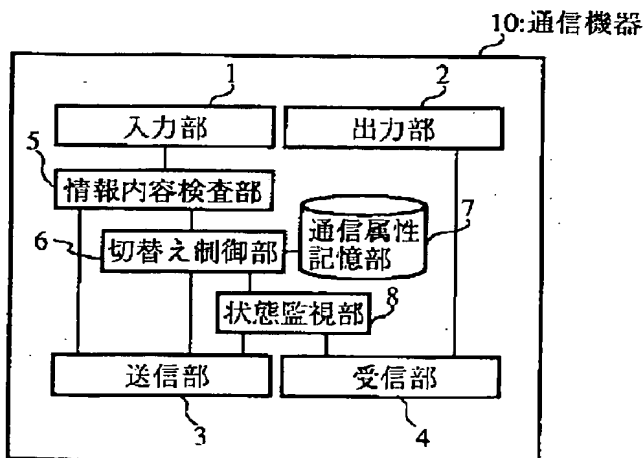 10:通信機器
1
2
入力部
出力部
5
情報内容検査部
7
6
切替え制御部
通信属性
記憶部
8
状態監視部
送信部
受信部
3
4